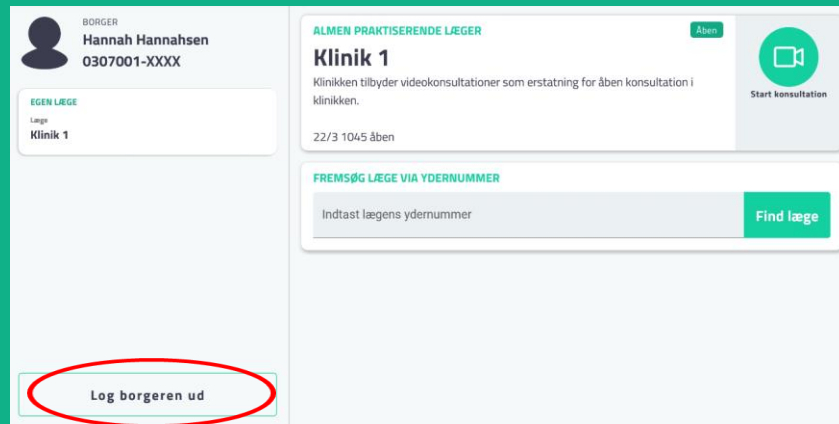 BORGER
Hannah Hannahsen
0307001-XXXX
EGEN LÆGE
Læge
Klinik 1
Log borgeren ud
ALMEN PRAKTISERENDE LÆGER
Åben
Klinik 1
Klinikken tilbyder videokonsultationer som erstatning for åben konsultation i
klinikken.
22/3 1045 åben
Start konsultation
FREMSØG LÆGE VIA YDERNUMMER
Indtast lægens ydernummer
Find læge